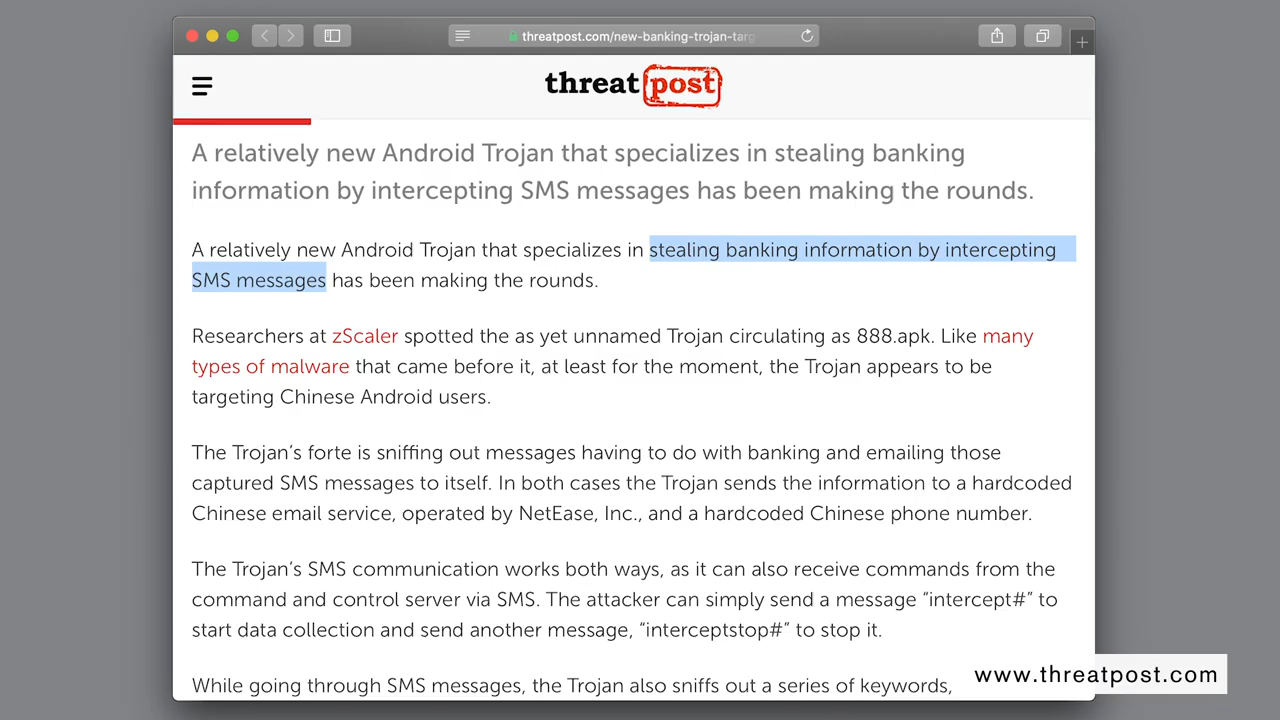 threatpost.com/new-banking-trojan-targ
threatpost
A relatively new Android Trojan that specializes in stealing banking
information by intercepting SMS messages has been making the rounds.
A relatively new Android Trojan that specializes in stealing banking information by intercepting
SMS messages has been making the rounds.
Researchers at zScaler spotted the as yet unnamed Trojan circulating as 888.apk. Like many
types of malware that came before it, at least for the moment, the Trojan appears to be
targeting Chinese Android users.
The Trojan’s forte is sniffing out messages having to do with banking and emailing those
captured SMS messages to itself. In both cases the Trojan sends the information to a hardcoded
Chinese email service, operated by NetEase, Inc., and a hardcoded Chinese phone number.
The Trojan’s SMS communication works both ways, as it can also receive commands from the
command and control server via SMS. The attacker can simply send a message “intercept#” to
start data collection and send another message, “interceptstop#” to stop it.
While going through SMS messages, the Trojan also sniffs out a series of keywords,
www.threatpost.com